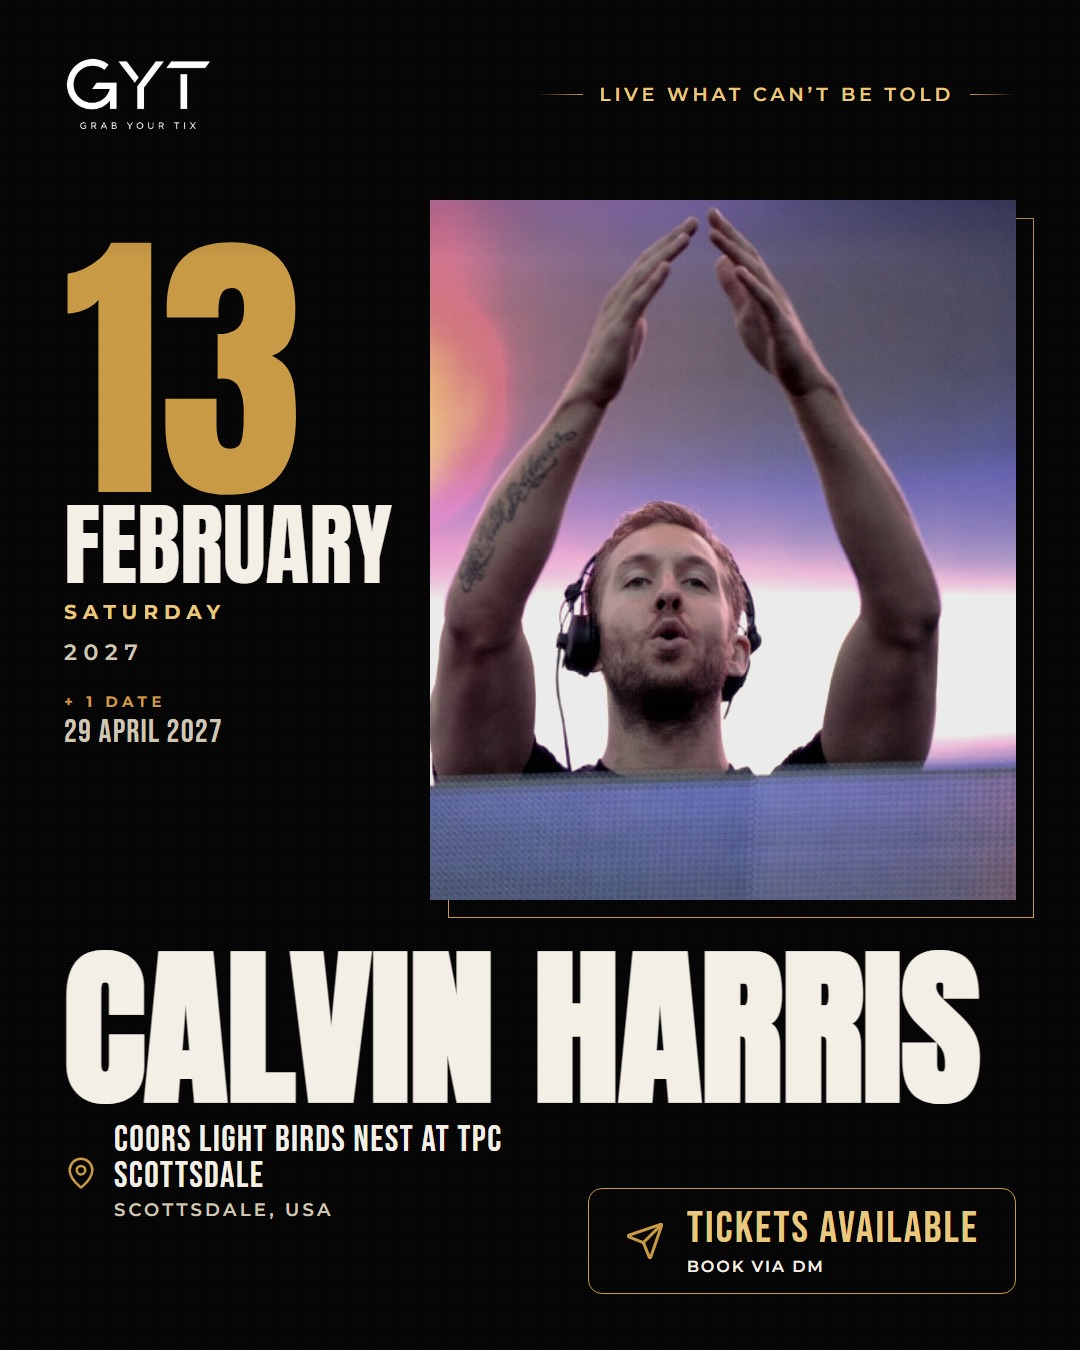 GYT
GRAB YOUR TIX
LIVE WHAT CAN’T BE TOLD
13
FEBRUARY
SATURDAY
2027
+ 1 DATE
29 APRIL 2027
CALVIN HARRIS
COORS LIGHT BIRDS NEST AT TPC
SCOTTSDALE
SCOTTSDALE, USA
TICKETS AVAILABLE
BOOK VIA DM